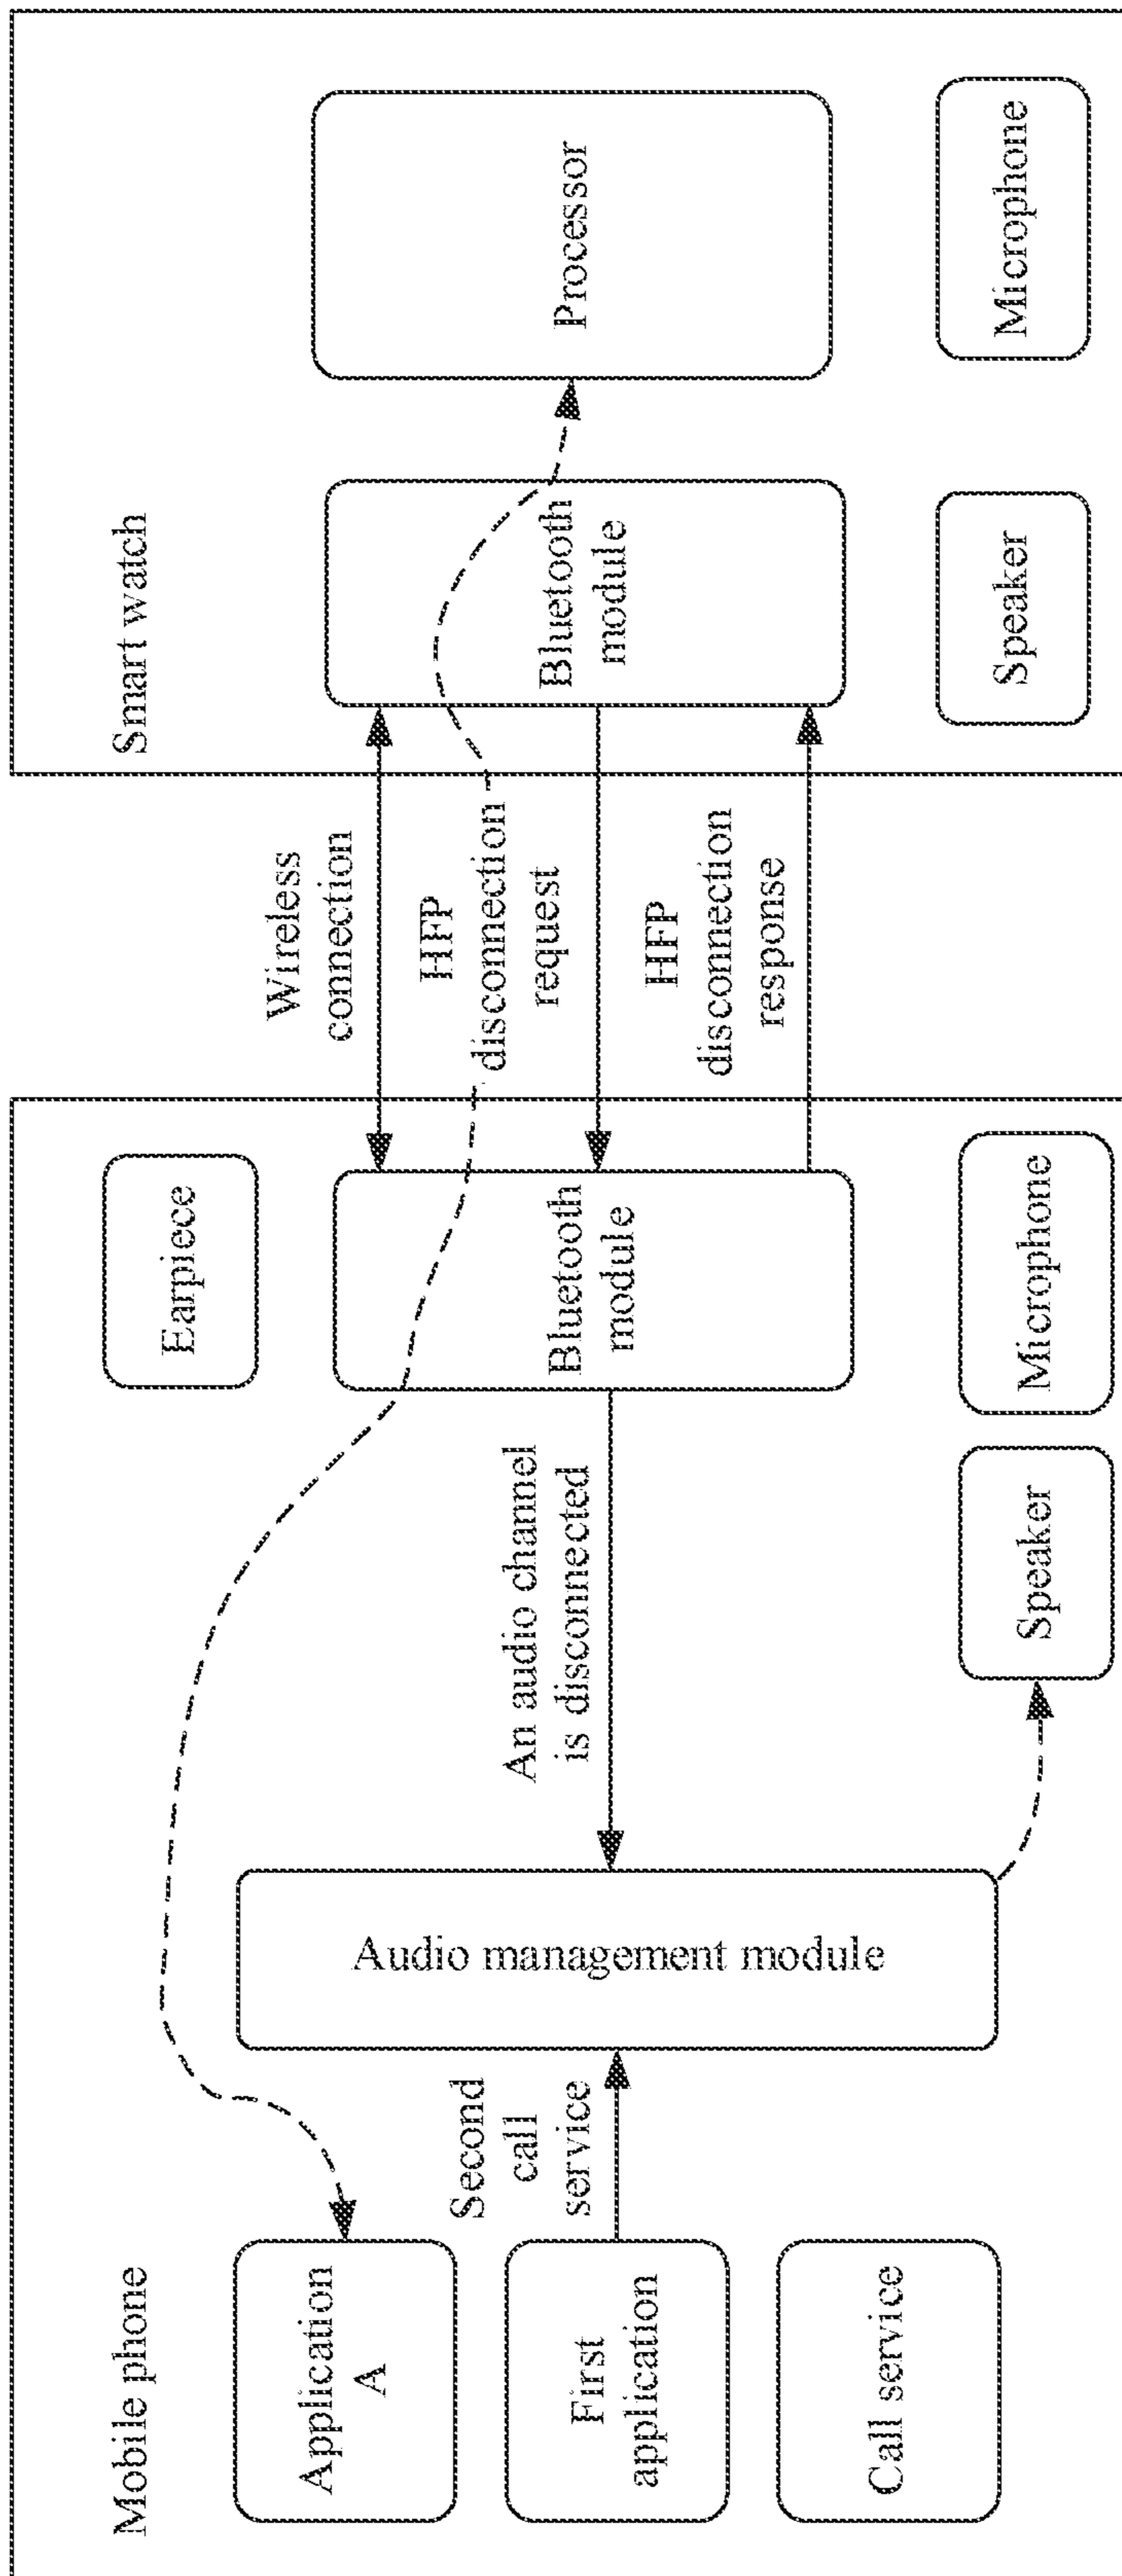 Mobile phone
Application
A
First
application
Call service
Second
call
service
Audio management module
An audio channel
is disconnected
Earpiece
Bluetooth
module
Speaker
Microphone
Wireless
connection
HFP
disconnection
request
HFP
disconnection
response
Smart watch
Bluetooth
module
Processor
Speaker
Microphone